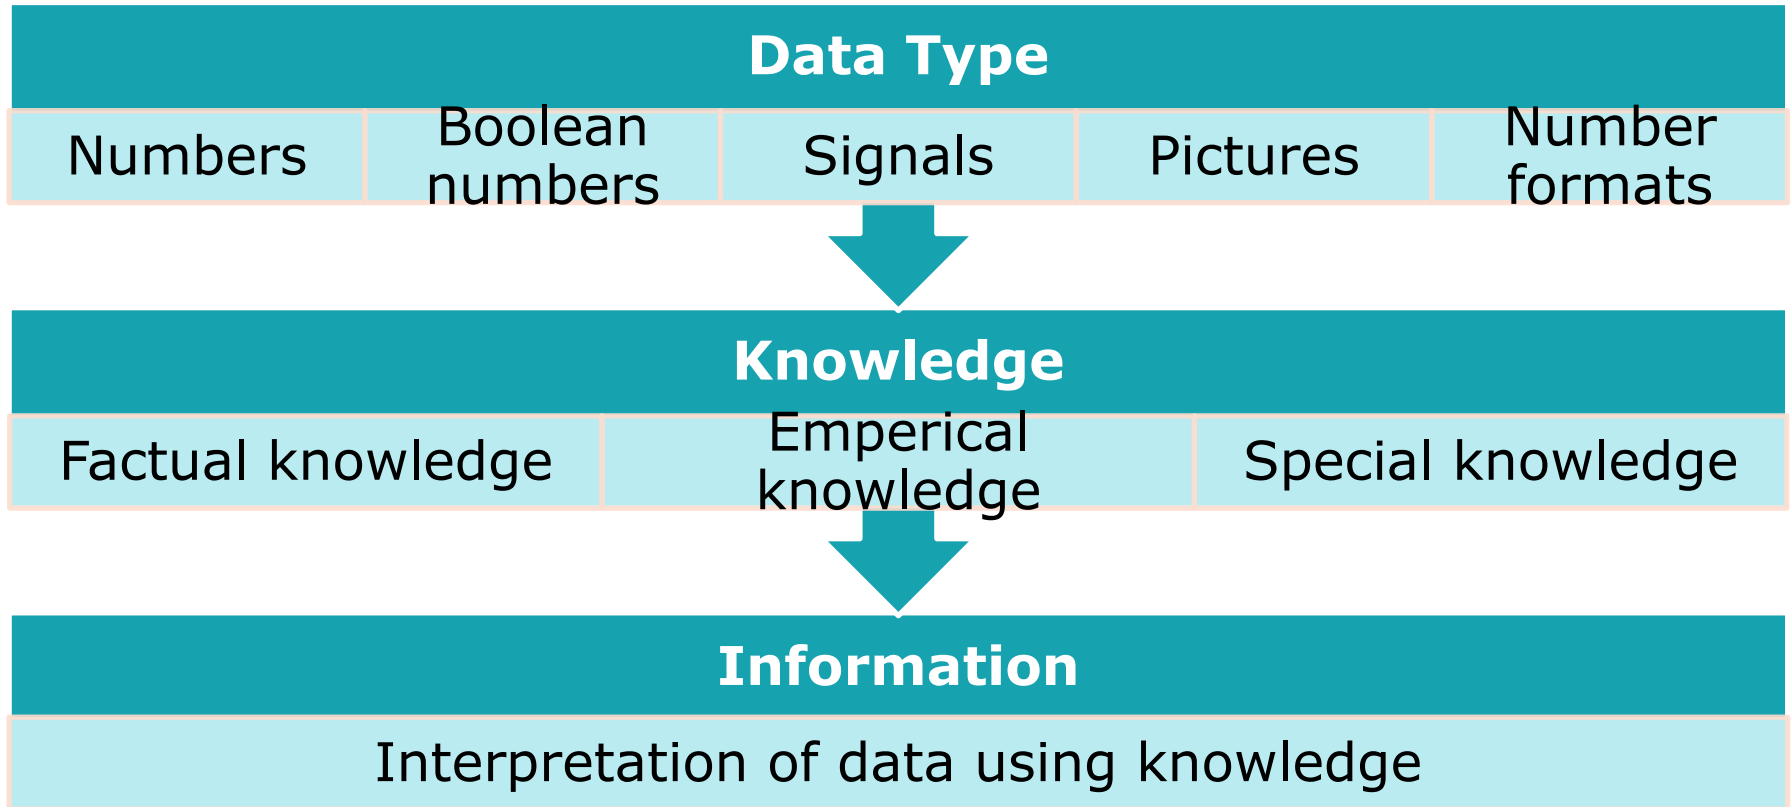 Data Type
Numbers
Boolean
numbers
Signals
Pictures
Number
formats
Knowledge
Factual knowledge
Emperical
knowledge
Special knowledge
Information
Interpretation of data using knowledge